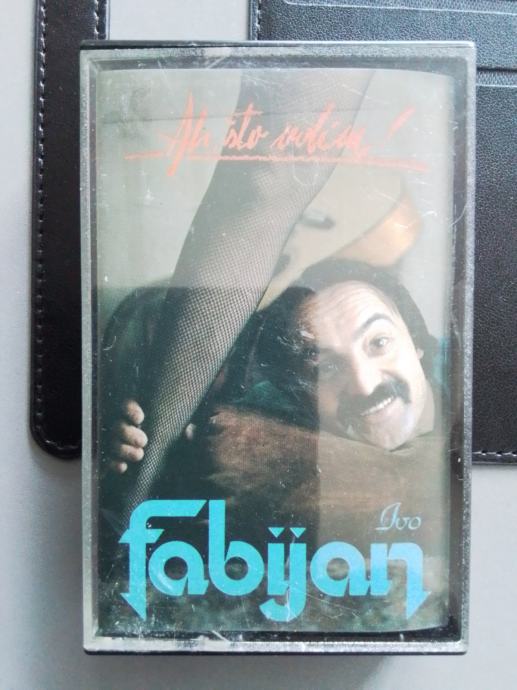 Ah što volim!
Ivo
fabijan